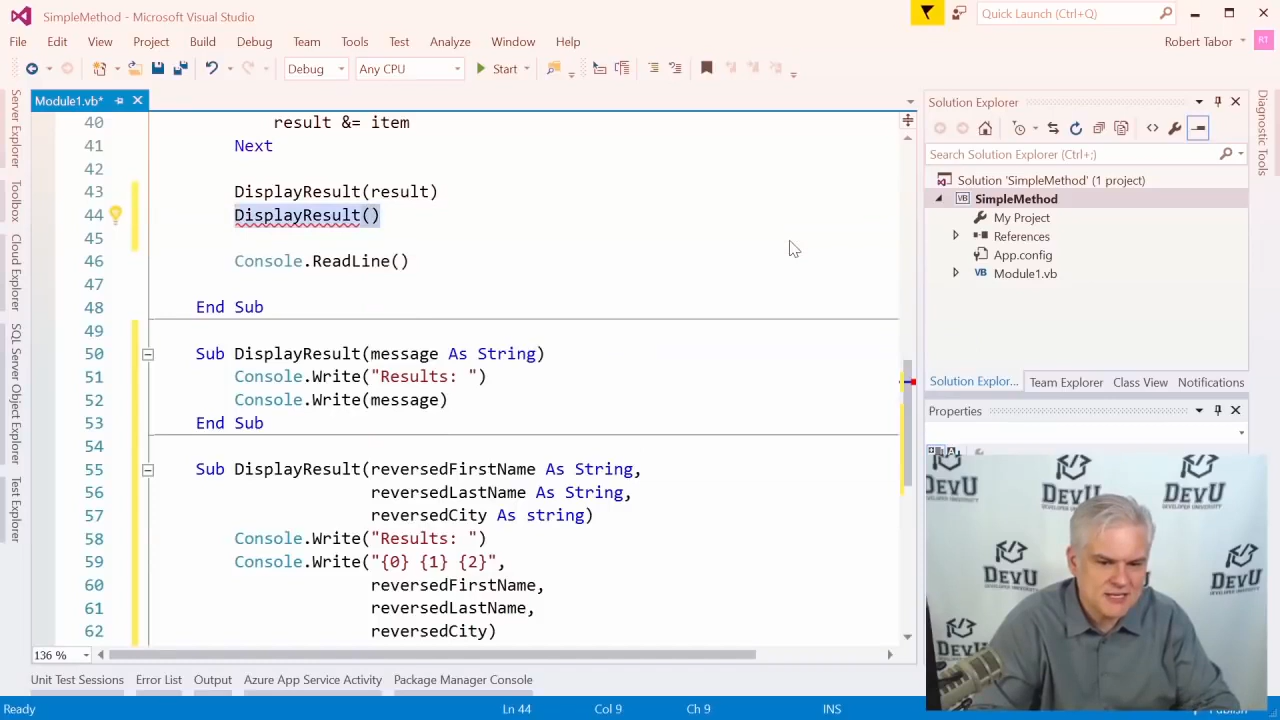 SimpleMethod - Microsoft Visual Studio
Quick Launch (Ctrl+Q)
File Edit View Project Build Debug Team Tools Test Analyze Window Help
Robert Tabor RT
Debug Any CPU Start
Module1.vb*
Server Explorer
Toolbox
Cloud Explorer
SQL Server Object Explorer
Test Explorer
40 result &= item
41 Next
42
43 DisplayResult(result)
44 DisplayResult()
45
46 Console.ReadLine()
47
48 End Sub
49
50 Sub DisplayResult(message As String)
51 Console.Write("Results: ")
52 Console.Write(message)
53 End Sub
54
55 Sub DisplayResult(reversedFirstName As String,
56 reversedLastName As String,
57 reversedCity As string)
58 Console.Write("Results: ")
59 Console.Write("{0} {1} {2}",
60 reversedFirstName,
61 reversedLastName,
62 reversedCity)
136 %
Solution Explorer
Search Solution Explorer (Ctrl+;)
Solution 'SimpleMethod' (1 project)
SimpleMethod
My Project
References
App.config
Module1.vb
Solution Explor... Team Explorer Class View Notifications
Properties
Diagnostic Tools
DEVU
DEVELOPER UNIVERSITY
DEVU
DEVELOPER UNIVERSITY
DEVU
DEVU
DEVU
Unit Test Sessions Error List Output Azure App Service Activity Package Manager Console
Ready Ln 44 Col 9 Ch 9 INS